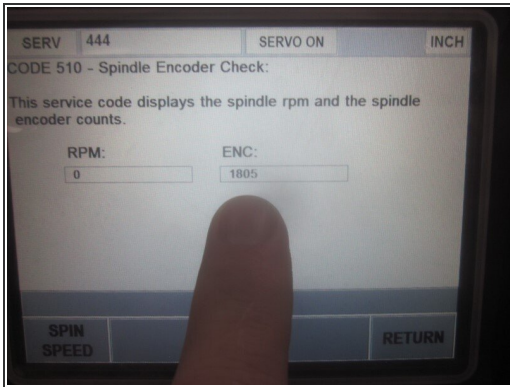 SERV 444 SERVO ON INCH
CODE 510 - Spindle Encoder Check:
This service code displays the spindle rpm and the spindle
encoder counts.
RPM: ENC:
0 1805
SPIN
SPEED RETURN